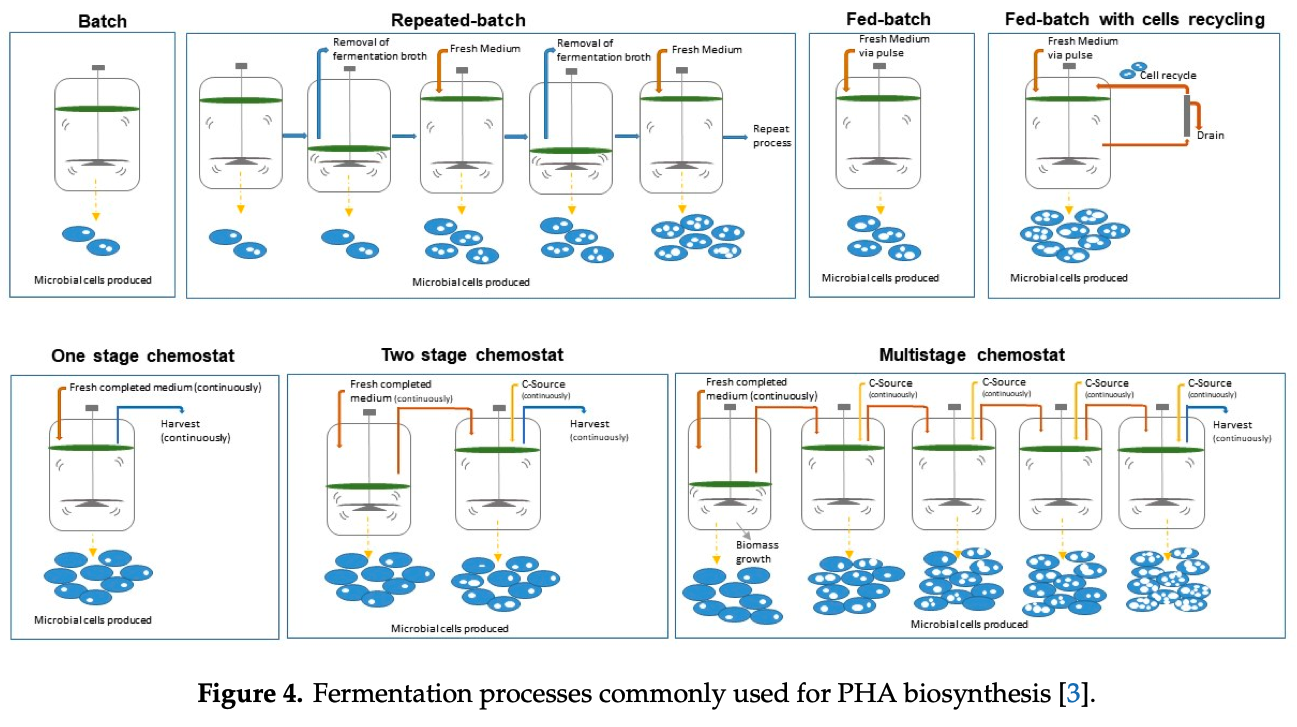 Batch
Repeated-batch
Fed-batch
Fed-batch with cells recycling
Removal of
fermentation broth
Fresh Medium
Removal of
fermentation broth
Fresh Medium
Repeat
process
Fresh Medium
via pulse
Fresh Medium
via pulse
Cell recycle
Drain
Microbial cells produced
Microbial cells produced
Microbial cells produced
Microbial cells produced
One stage chemostat
Two stage chemostat
Multistage chemostat
Fresh completed medium (continuously)
Harvest
(continuously)
Microbial cells produced
Fresh completed
medium (continuously)
C-Source
(continuously)
Harvest
(continuously)
Microbial cells produced
Fresh completed
medium (continuously)
C-Source
(continuously)
C-Source
(continuously)
C-Source
(continuously)
C-Source
(continuously)
Harvest
(continuously)
Biomass
growth
Microbial cells produced
Figure 4. Fermentation processes commonly used for PHA biosynthesis [3].